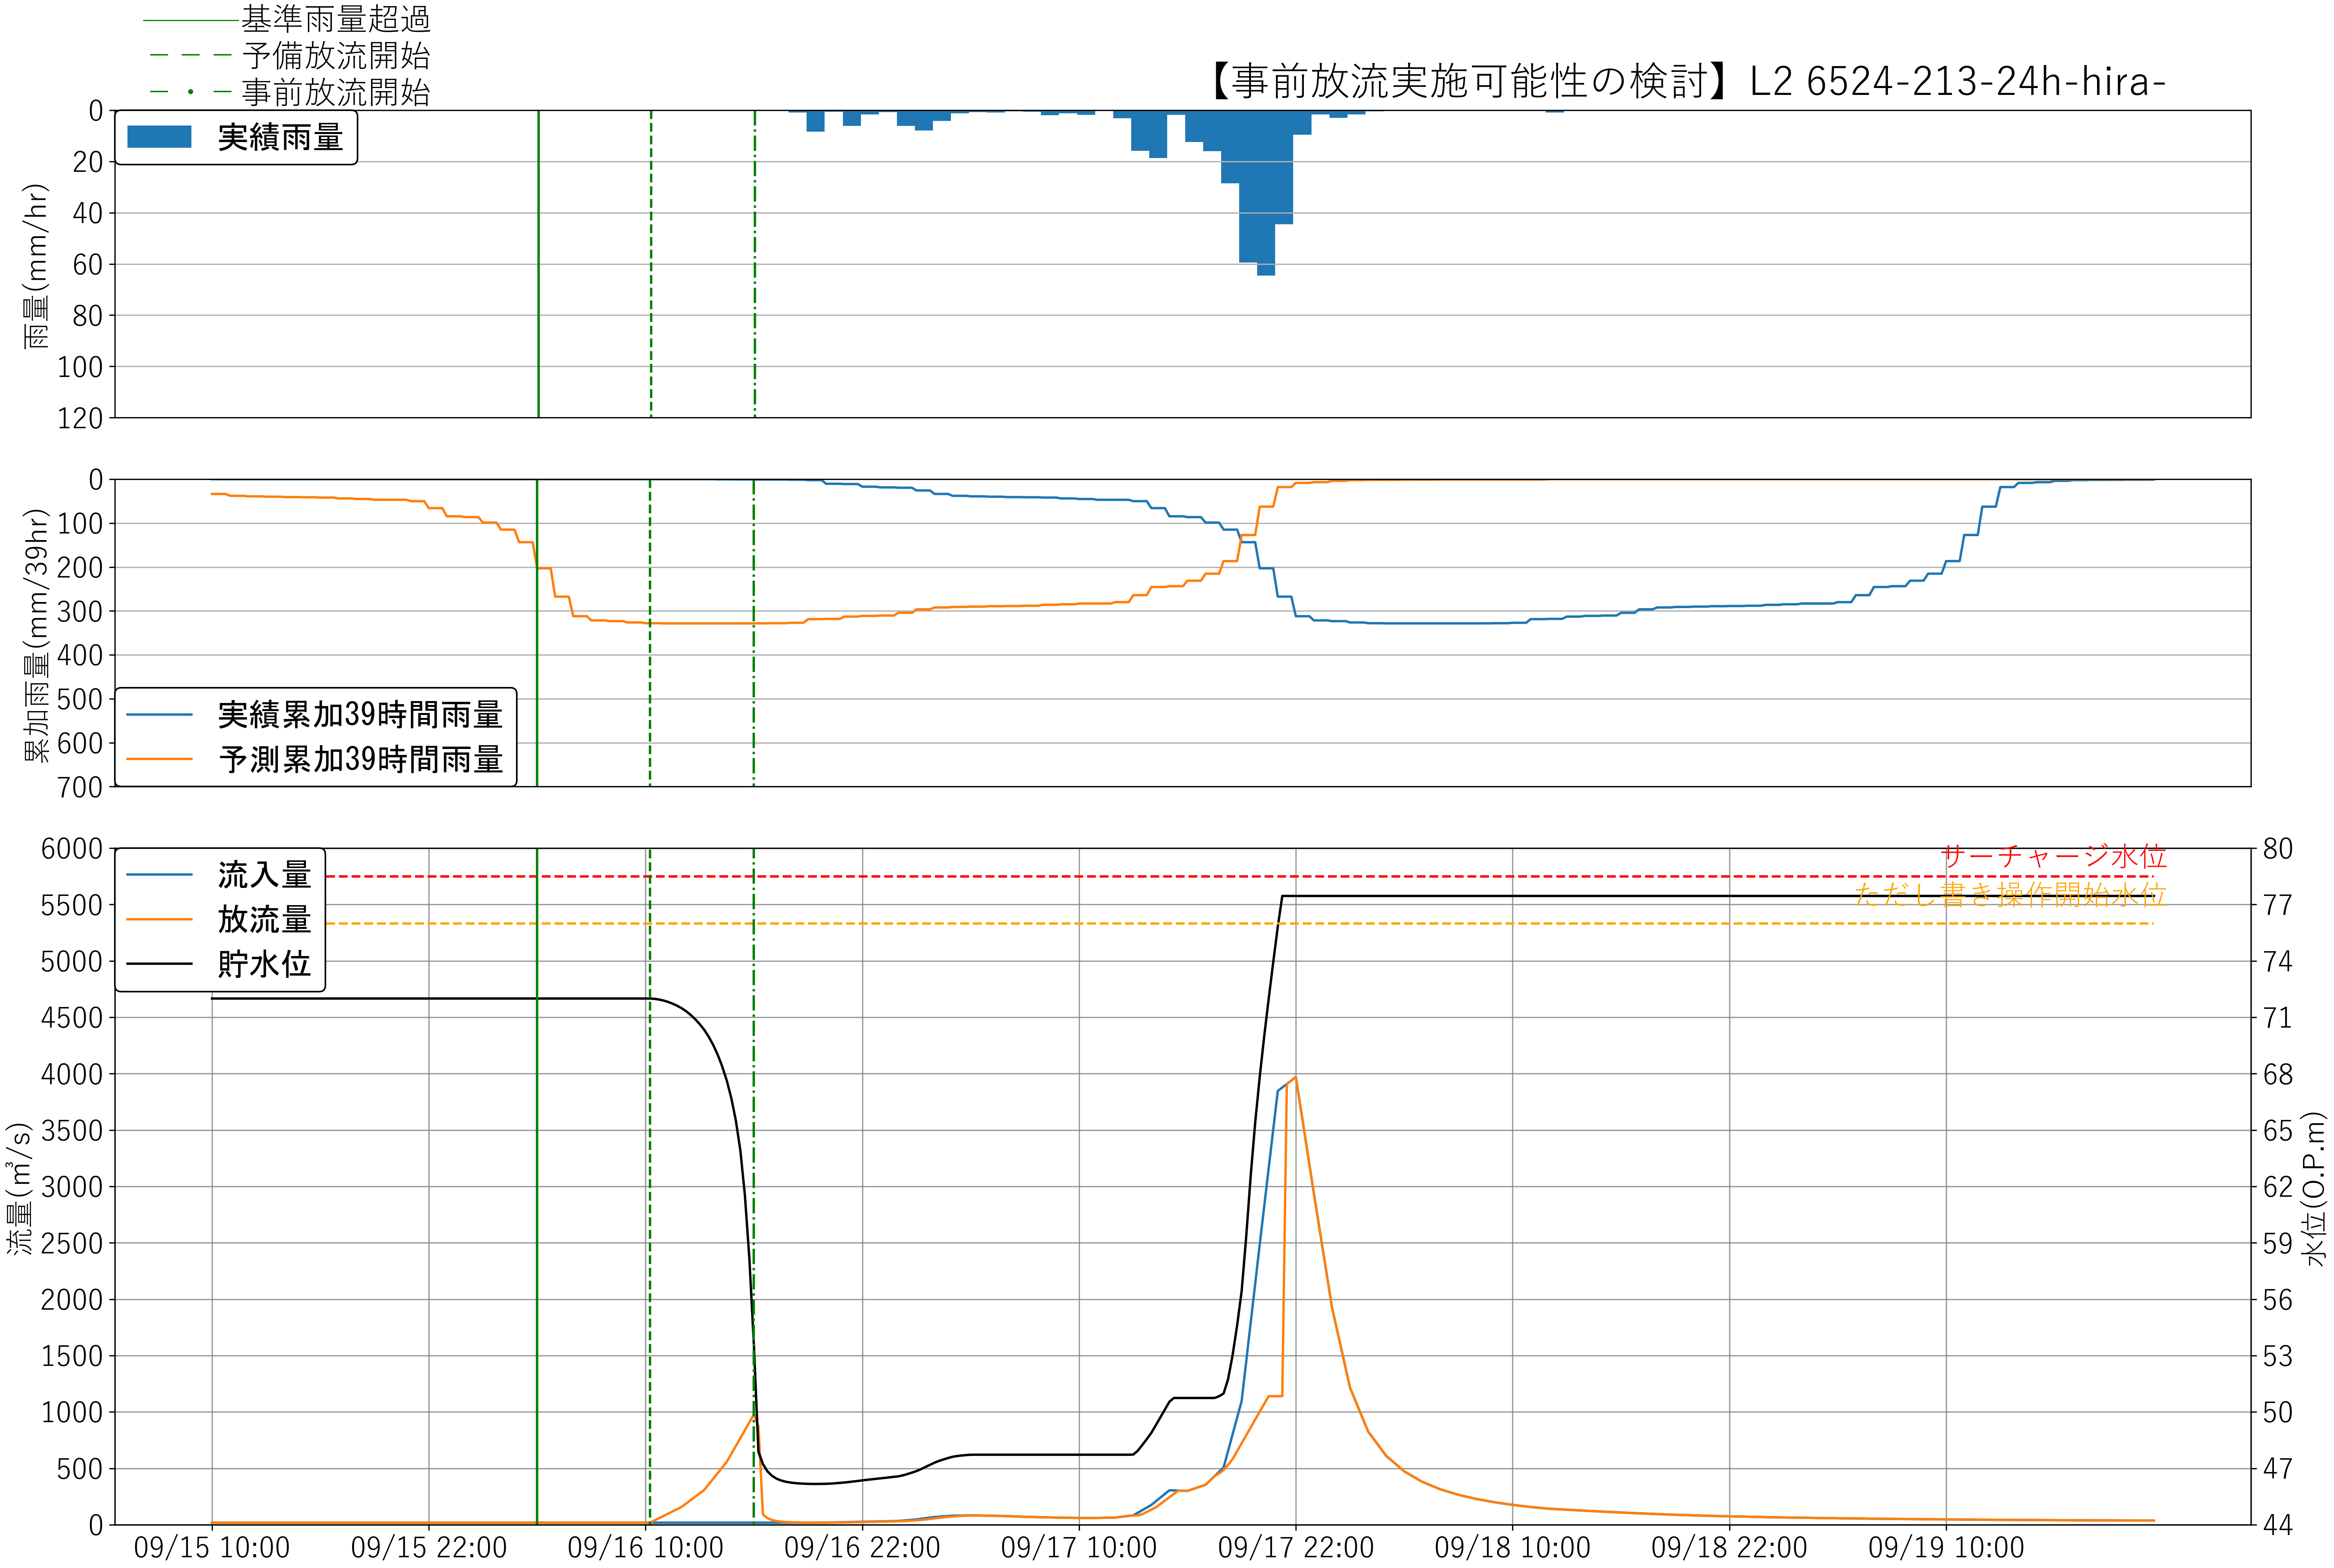 基準雨量超過
予備放流開始
事前放流開始
【事前放流実施可能性の検討】L2 6524-213-24h-hira-
実績雨量
雨量(mm/hr)
0
20
40
60
80
100
120
累加雨量(mm/39hr)
0
100
200
300
400
500
600
700
実績累加39時間雨量
予測累加39時間雨量
流量(m³/s)
6000
5500
5000
4500
4000
3500
3000
2500
2000
1500
1000
500
0
流入量
放流量
貯水位
サーチャージ水位
ただし書き操作開始水位
80
77
74
71
68
65
62
59
56
53
50
47
44
水位(O.P.m)
09/15 10:00 09/15 22:00 09/16 10:00 09/16 22:00 09/17 10:00 09/17 22:00 09/18 10:00 09/18 22:00 09/19 10:00